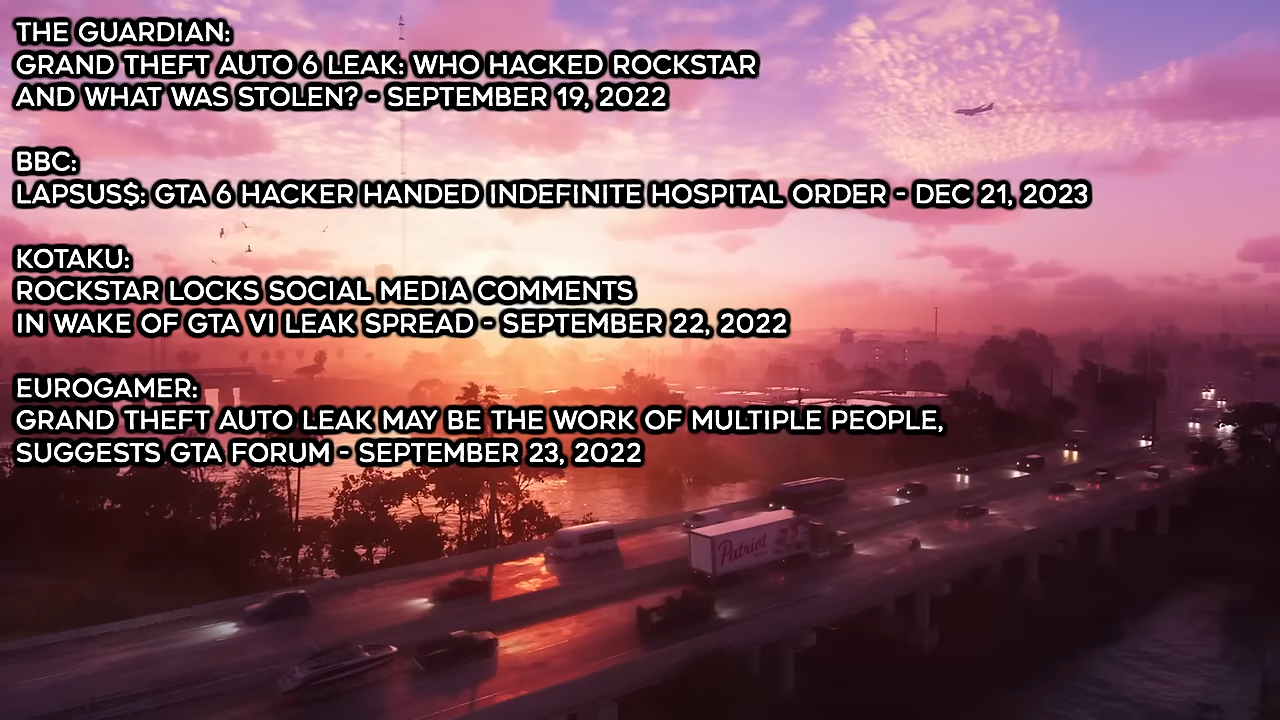 THE GUARDIAN:
GRAND THEFT AUTO 6 LEAK: WHO HACKED ROCKSTAR
AND WHAT WAS STOLEN? - SEPTEMBER 19, 2022
BBC:
LAPSUS$: GTA 6 HACKER HANDED INDEFINITE HOSPITAL ORDER - DEC 21, 2023
KOTAKU:
ROCKSTAR LOCKS SOCIAL MEDIA COMMENTS
IN WAKE OF GTA VI LEAK SPREAD - SEPTEMBER 22, 2022
EUROGAMER:
GRAND THEFT AUTO LEAK MAY BE THE WORK OF MULTIPLE PEOPLE,
SUGGESTS GTA FORUM - SEPTEMBER 23, 2022
Patriot